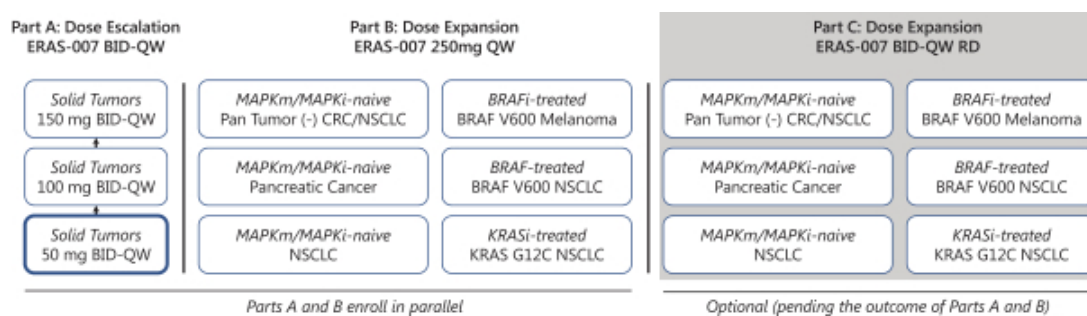 Part A: Dose Escalation
ERAS-007 BID-QW
Solid Tumors
150 mg BID-QW
Solid Tumors
100 mg BID-QW
Solid Tumors
50 mg BID-QW
Part B: Dose Expansion
ERAS-007 250mg QW
MAPKm/MAPKi-naive
Pan Tumor (-) CRC/NSCLC
BRAFi-treated
BRAF V600 Melanoma
MAPKm/MAPKi-naive
Pancreatic Cancer
BRAF-treated
BRAF V600 NSCLC
MAPKm/MAPKi-naive
NSCLC
KRASi-treated
KRAS G12C NSCLC
Parts A and B enroll in parallel
Part C: Dose Expansion
ERAS-007 BID-QW RD
MAPKm/MAPKi-naive
Pan Tumor (-) CRC/NSCLC
BRAFi-treated
BRAF V600 Melanoma
MAPKm/MAPKi-naive
Pancreatic Cancer
BRAF-treated
BRAF V600 NSCLC
MAPKm/MAPKi-naive
NSCLC
KRASi-treated
KRAS G12C NSCLC
Optional (pending the outcome of Parts A and B)